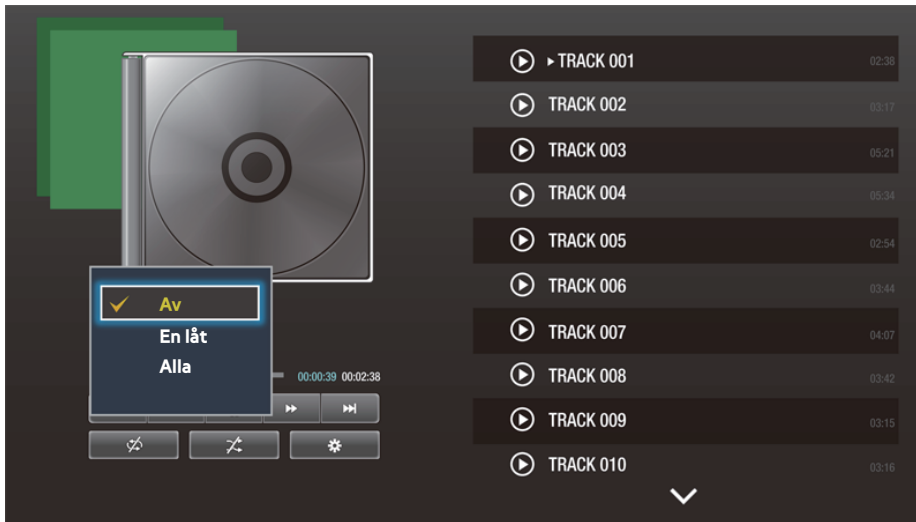 Av
En låt
Alla
00:00:39 00:02:38
TRACK 001 02:38
TRACK 002 03:17
TRACK 003 05:21
TRACK 004 05:34
TRACK 005 02:54
TRACK 006 03:44
TRACK 007 04:07
TRACK 008 03:42
TRACK 009 03:15
TRACK 010 03:16